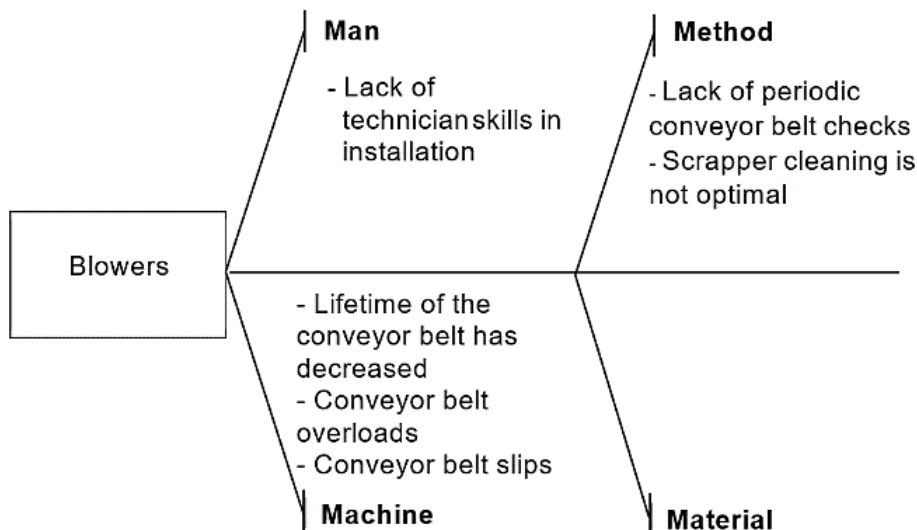 Man
- Lack of
technician skills in
installation
Method
- Lack of periodic
conveyor belt checks
- Scrapper cleaning is
not optimal
Blowers
- Lifetime of the
conveyor belt has
decreased
- Conveyor belt
overloads
- Conveyor belt slips
Machine
Material